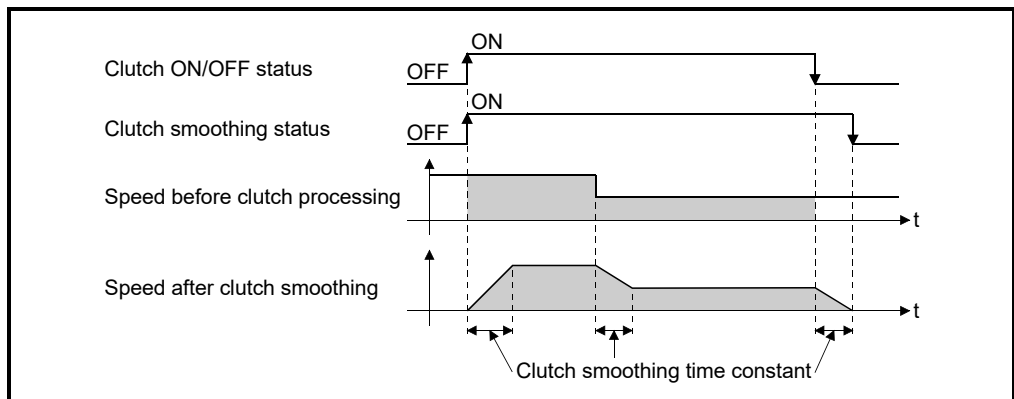 ON
Clutch ON/OFF status
OFF
ON
Clutch smoothing status
OFF
Speed before clutch processing
t
Speed after clutch smoothing
t
Clutch smoothing time constant